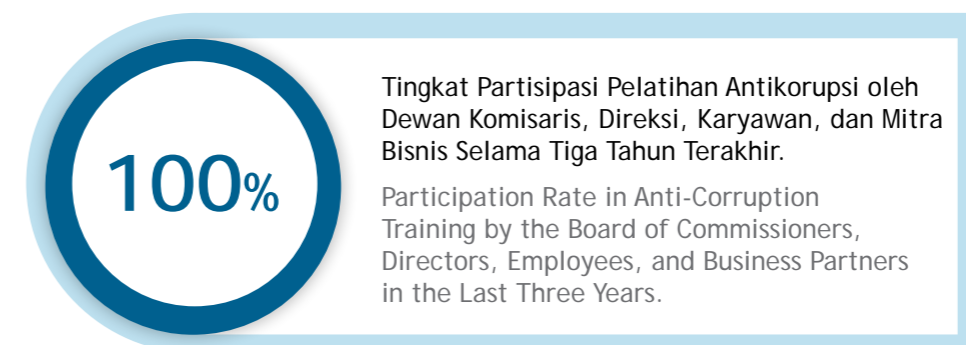 100%
Tingkat Partisipasi Pelatihan Antikorupsi oleh
Dewan Komisaris, Direksi, Karyawan, dan Mitra
Bisnis Selama Tiga Tahun Terakhir.
Participation Rate in Anti-Corruption
Training by the Board of Commissioners,
Directors, Employees, and Business Partners
in the Last Three Years.